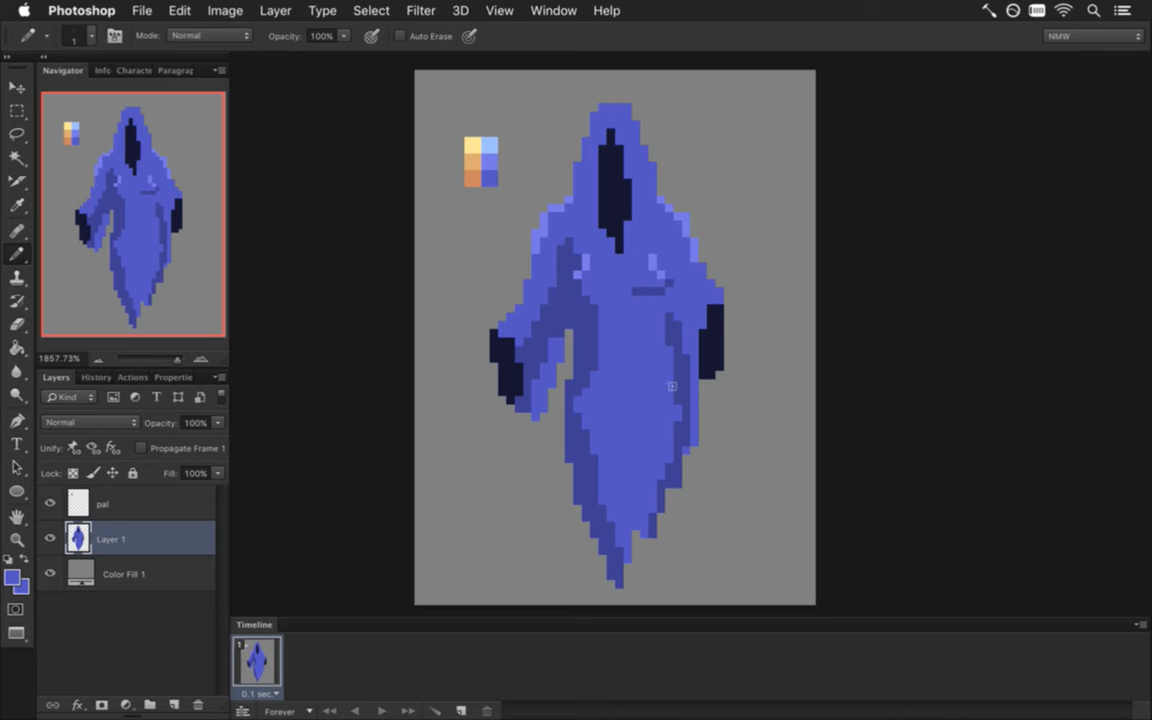 Photoshop File Edit Image Layer Type Select Filter 3D View Window Help
1 Mode: Normal Opacity: 100% Auto Erase NMW
Navigator Info Characte Paragrap
1857.73%
Layers History Actions Propertie
Kind
Normal Opacity: 100%
Unify: Propagate Frame 1
Lock: Fill: 100%
pal
Layer 1
Color Fill 1
Timeline
1
0.1 sec.
Forever